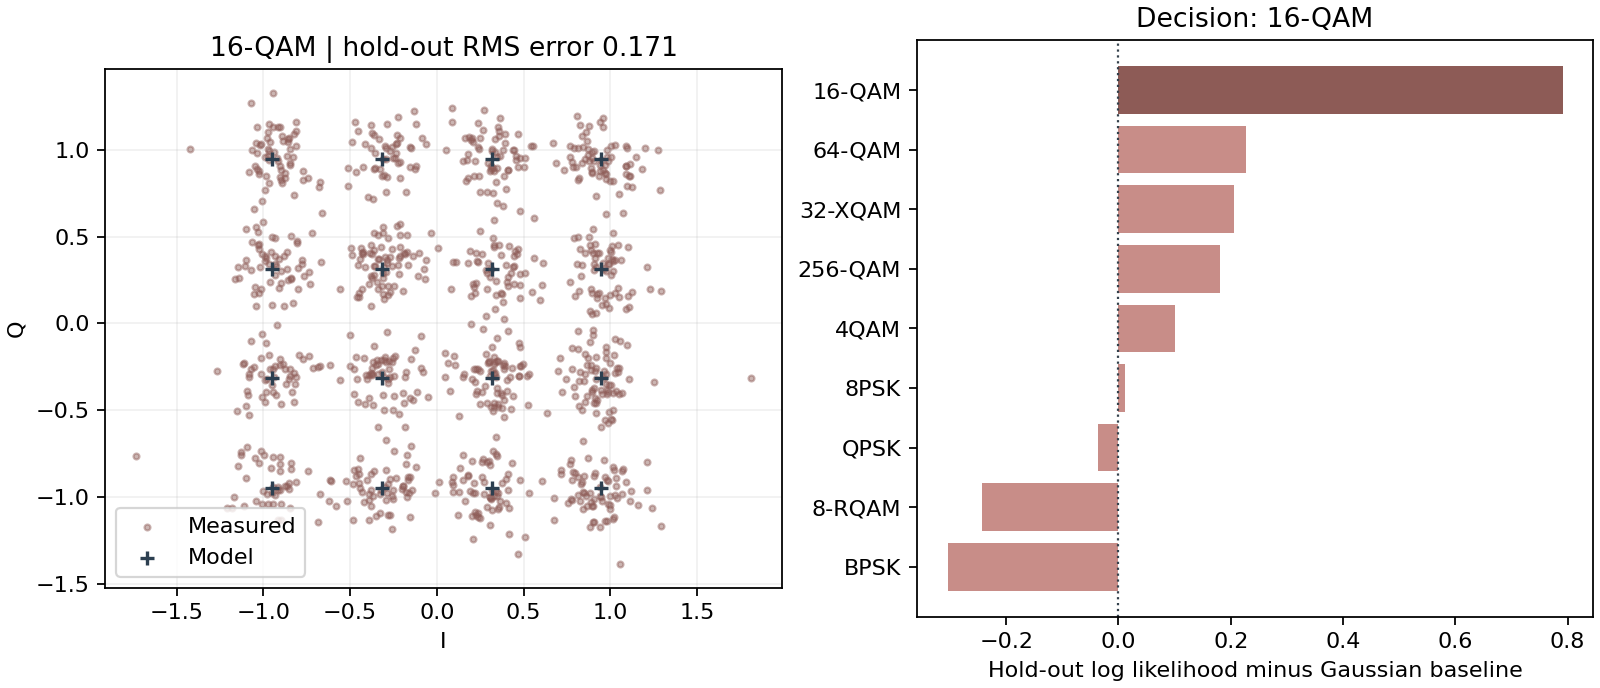 16-QAM | hold-out RMS error 0.171
1.0
0.5
0.0
−0.5
−1.0
−1.5
Q
Measured
Model
−1.5
−1.0
−0.5
0.0
0.5
1.0
1.5
I
Decision: 16-QAM
16-QAM
64-QAM
32-XQAM
256-QAM
4QAM
8PSK
QPSK
8-RQAM
BPSK
−0.2
0.0
0.2
0.4
0.6
0.8
Hold-out log likelihood minus Gaussian baseline